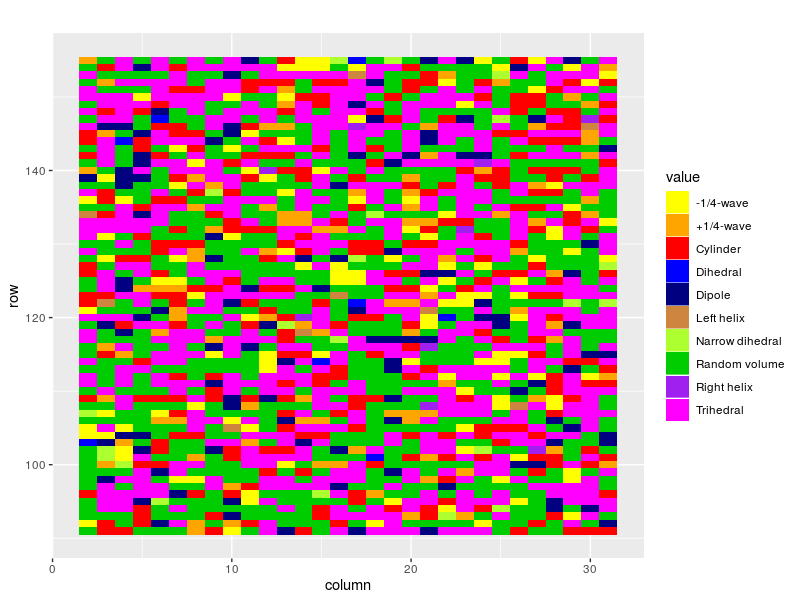 value
-1/4-wave
+1/4-wave
Cylinder
Dihedral
Dipole
Left helix
Narrow dihedral
Random volume
Right helix
Trihedral
row
140
120
100
0
10
20
30
column